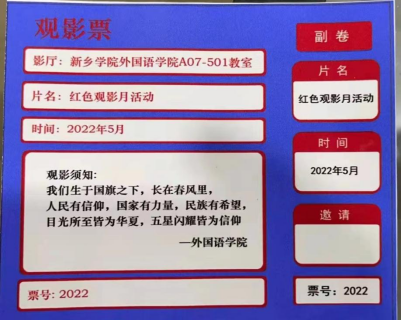 观影票
影厅：新乡学院外国语学院A07-501教室
片名：红色观影月活动
时间：2022年5月
观影须知：
我们生于国旗之下，长在春风里，
人民有信仰，国家有力量，民族有希望，
目光所至皆为华夏，五星闪耀皆为信仰
—外国语学院
票号：2022
副卷
片名
红色观影月活动
时间
2022年5月
邀请
票号：2022